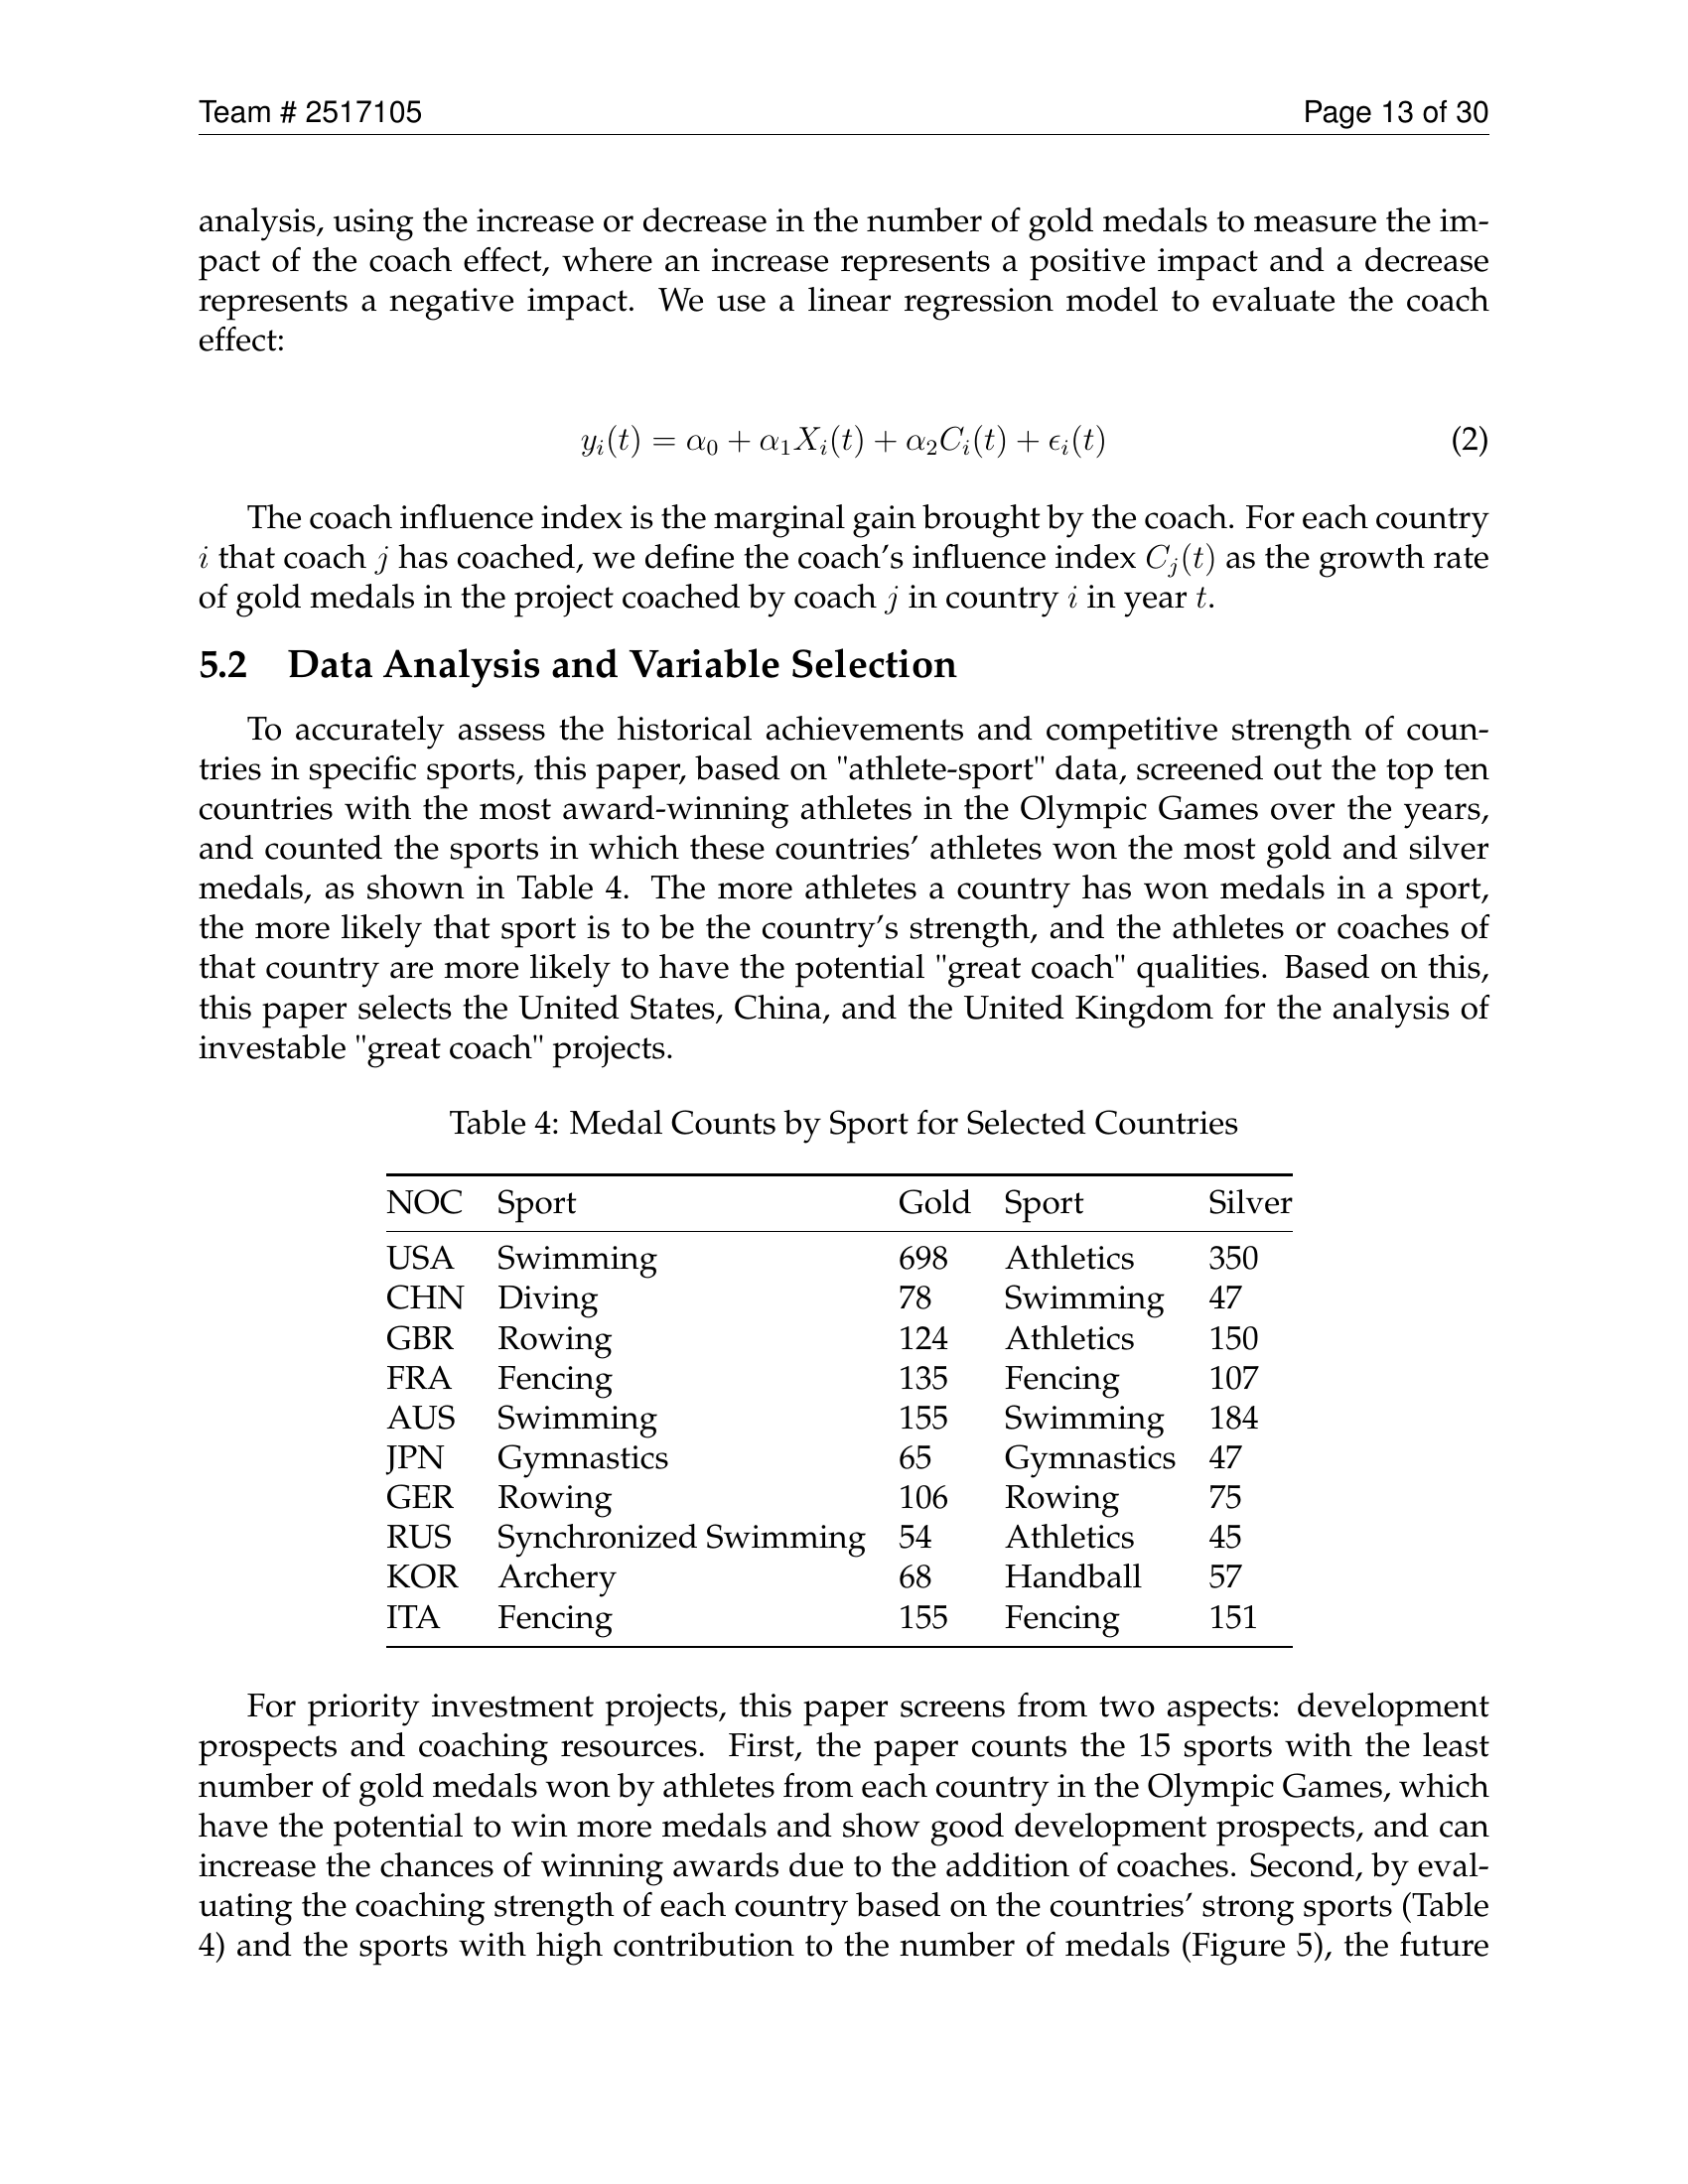 Team # 2517105 Page 13 of 30
analysis, using the increase or decrease in the number of gold medals to measure the im-
pact of the coach effect, where an increase represents a positive impact and a decrease
represents a negative impact. We use a linear regression model to evaluate the coach
effect:
yᵢ(t) = α₀ + α₁Xᵢ(t) + α₂Cᵢ(t) + ϵᵢ(t) (2)
The coach influence index is the marginal gain brought by the coach. For each country
i that coach j has coached, we define the coach's influence index Cⱼ(t) as the growth rate
of gold medals in the project coached by coach j in country i in year t.
5.2 Data Analysis and Variable Selection
To accurately assess the historical achievements and competitive strength of coun-
tries in specific sports, this paper, based on "athlete-sport" data, screened out the top ten
countries with the most award-winning athletes in the Olympic Games over the years,
and counted the sports in which these countries' athletes won the most gold and silver
medals, as shown in Table 4. The more athletes a country has won medals in a sport,
the more likely that sport is to be the country's strength, and the athletes or coaches of
that country are more likely to have the potential "great coach" qualities. Based on this,
this paper selects the United States, China, and the United Kingdom for the analysis of
investable "great coach" projects.
Table 4: Medal Counts by Sport for Selected Countries
NOC Sport Gold Sport Silver
USA Swimming 698 Athletics 350
CHN Diving 78 Swimming 47
GBR Rowing 124 Athletics 150
FRA Fencing 135 Fencing 107
AUS Swimming 155 Swimming 184
JPN Gymnastics 65 Gymnastics 47
GER Rowing 106 Rowing 75
RUS Synchronized Swimming 54 Athletics 45
KOR Archery 68 Handball 57
ITA Fencing 155 Fencing 151
For priority investment projects, this paper screens from two aspects: development
prospects and coaching resources. First, the paper counts the 15 sports with the least
number of gold medals won by athletes from each country in the Olympic Games, which
have the potential to win more medals and show good development prospects, and can
increase the chances of winning awards due to the addition of coaches. Second, by eval-
uating the coaching strength of each country based on the countries' strong sports (Table
4) and the sports with high contribution to the number of medals (Figure 5), the future